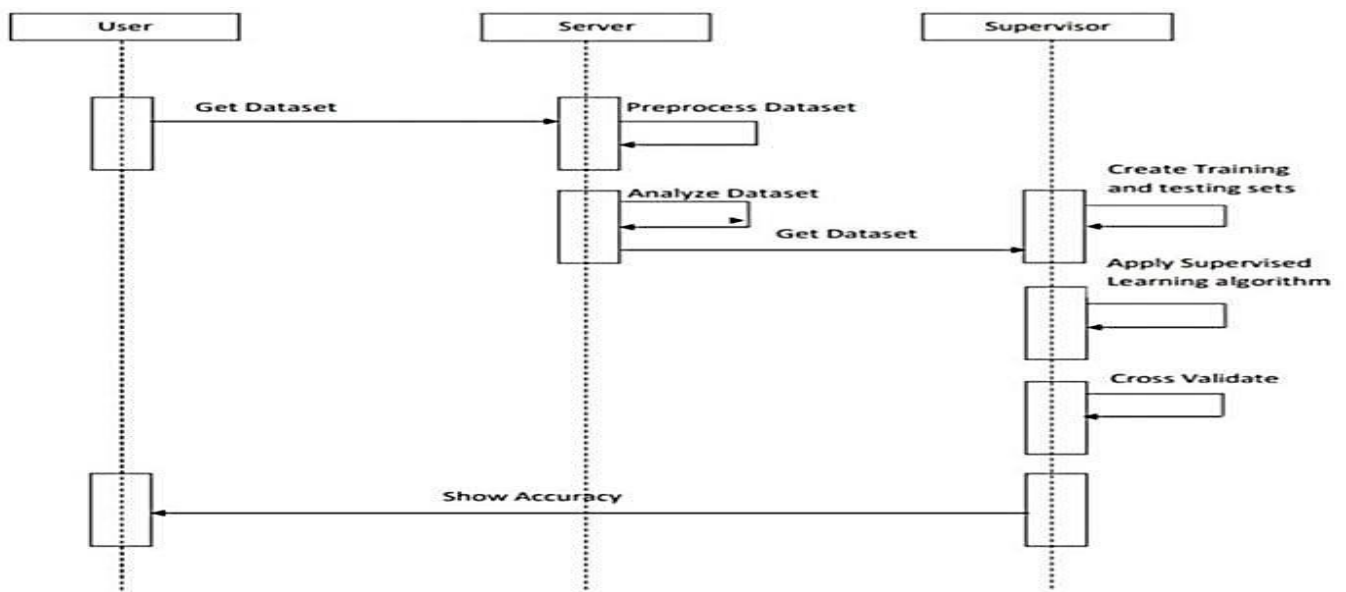 User
Server
Supervisor
Get Dataset
Preprocess Dataset
Create Training
and testing sets
Analyze Dataset
Get Dataset
Apply Supervised
Learning algorithm
Cross Validate
Show Accuracy